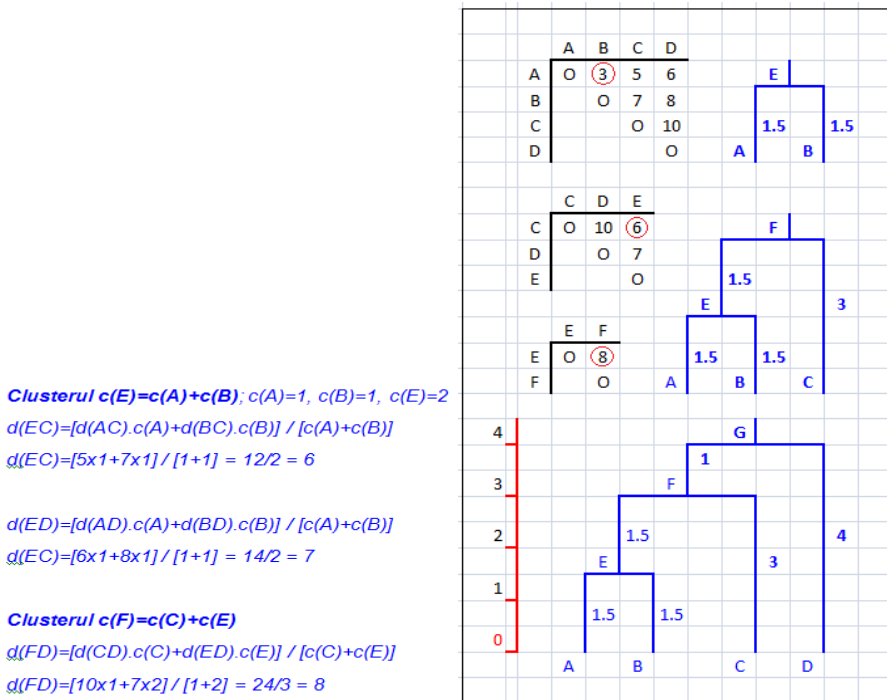 Clusterul c(E)=c(A)+c(B); c(A)=1, c(B)=1, c(E)=2
d(EC)=[d(AC).c(A)+d(BC).c(B)] / [c(A)+c(B)]
d(EC)=[5x1+7x1] / [1+1] = 12/2 = 6
d(ED)=[d(AD).c(A)+d(BD).c(B)] / [c(A)+c(B)]
d(EC)=[6x1+8x1] / [1+1] = 14/2 = 7
Clusterul c(F)=c(C)+c(E)
d(FD)=[d(CD).c(C)+d(ED).c(E)] / [c(C)+c(E)]
d(FD)=[10x1+7x2] / [1+2] = 24/3 = 8
A B C D
A O 3 5 6
B O 7 8
C O 10
D O
E
1.5 1.5
A B
C D E
C O 10 6
D O 7
E O
F
1.5
E 3
1.5 1.5
A B C
E F
E O 8
F O
4
3
2
1
0
G
1
F
1.5 4
E 3
1.5 1.5
A B C D